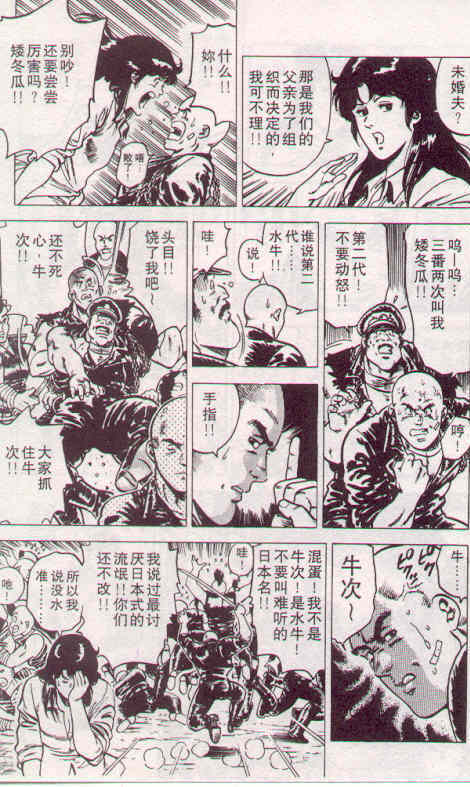 未婚
夫？
那是我们的
父亲为了组
织而决定的，
我可不理！！
什么！！
妳！！
嘻
败
别吵！
还要尝尝
厉害吗？
矮冬瓜！！
呜—呜…
三番两次叫我
矮冬瓜！！
哼
第二代！
不要动怒！！
谁说第二
代……
水牛！！
说！
哇！
手指！！
头目！！
饶了我吧～
还不死
心，牛
次！！
大家抓
住牛
次！！
牛……
牛次～
混蛋！我不是
牛次！是水牛！
不要叫难听的
日本名！！
哇！
我说过最讨
厌日本式的
流氓！！你们
还不改！！
所以我
说没水
准……
吔！